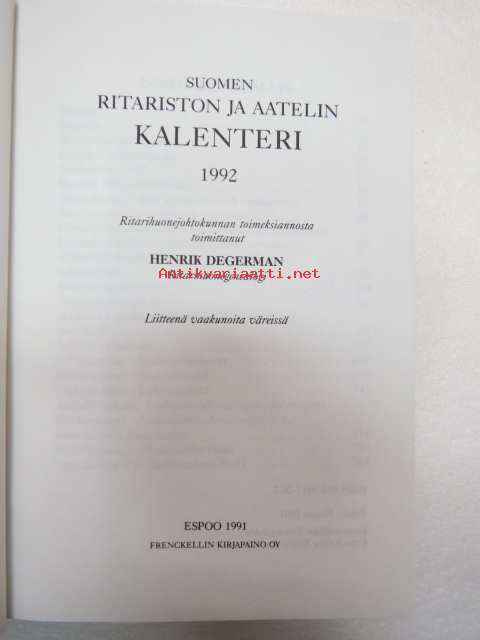 SUOMEN
RITARISTON JA AATELIN
KALENTERI
1992
Ritarihuonejohtokunnan toimeksiannosta
toimittanut
HENRIK DEGERMAN
Antikvariaatti.net
Liitteenä vaakunoita väreissä
ESPOO 1991
FRENCKELLIN KIRJAPAINO OY